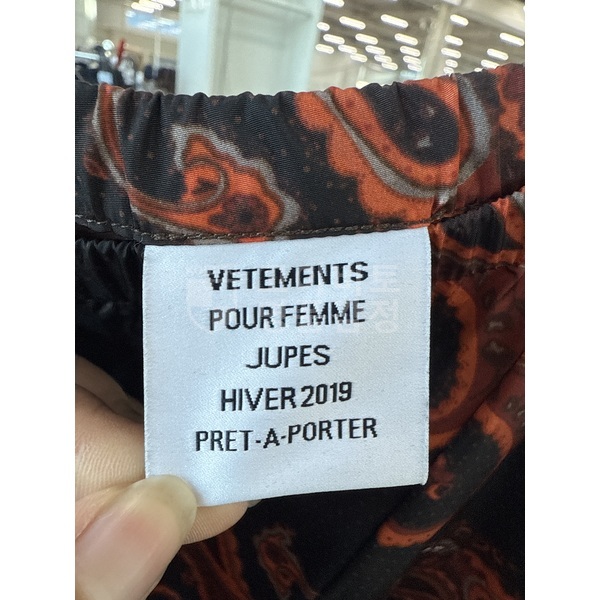 VETEMENTS
POUR FEMME
JUPES
HIVER 2019
PRET-A-PORTER